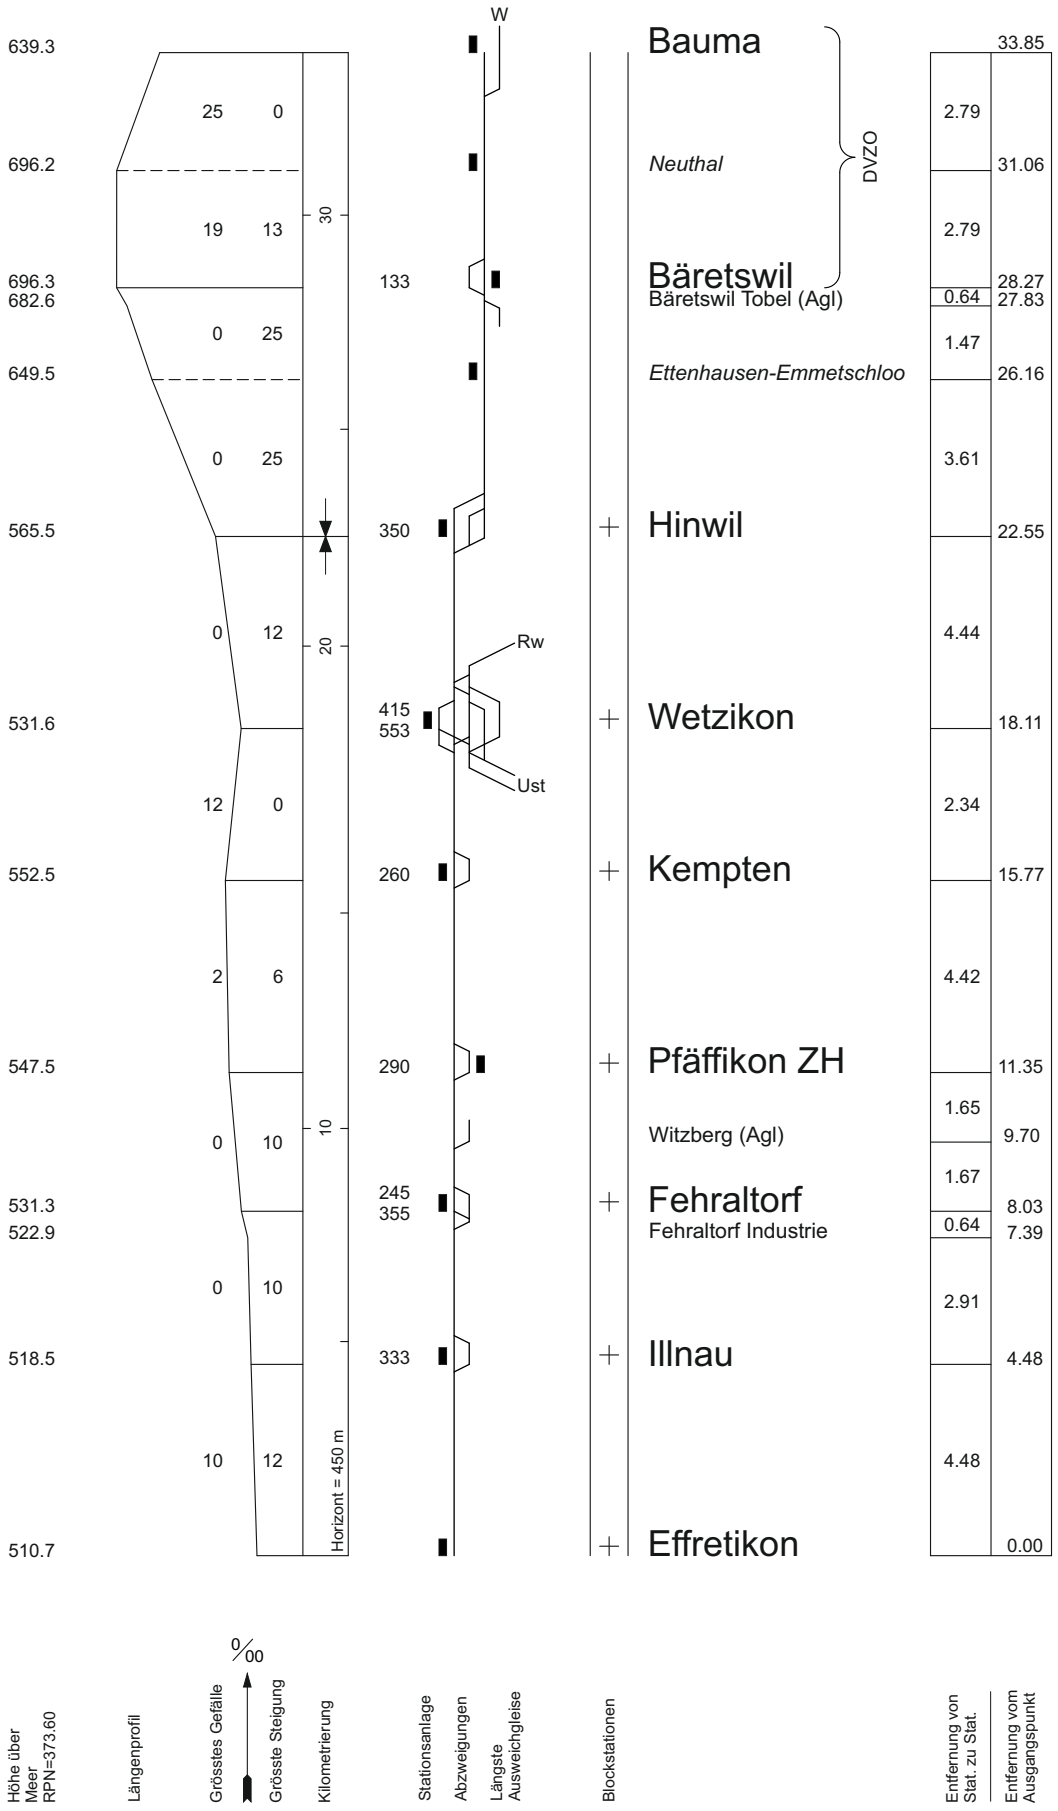 W
639.3 Bauma 33.85
25 0 2.79
DVZO
696.2 Neuthal 31.06
30
19 13 2.79
696.3 133 Bäretswil 28.27
682.6 Bäretswil Tobel (Agl) 0.64 27.83
0 25 1.47
649.5 Ettenhausen-Emmetschloo 26.16
0 25 3.61
565.5 350 Hinwil 22.55
0 12 20 Rw 4.44
531.6 415 Wetzikon 18.11
553
Ust
12 0 2.34
552.5 260 Kempten 15.77
2 6 4.42
547.5 290 Pfäffikon ZH 11.35
1.65
0 10 10 Witzberg (Agl) 9.70
1.67
531.3 245 Fehraltorf 8.03
355
522.9 Fehraltorf Industrie 0.64 7.39
0 10 2.91
518.5 333 Illnau 4.48
10 12 4.48
Horizont = 450 m
510.7 Effretikon 0.00
0/00
Höhe über
Meer
RPN=373.60
Längenprofil
Grösstes Gefälle
Grösste Steigung
Kilometrierung
Stationsanlage
Abzweigungen
Längste
Ausweichgleise
Blockstationen
Entfernung von
Stat. zu Stat.
Entfernung vom
Ausgangspunkt